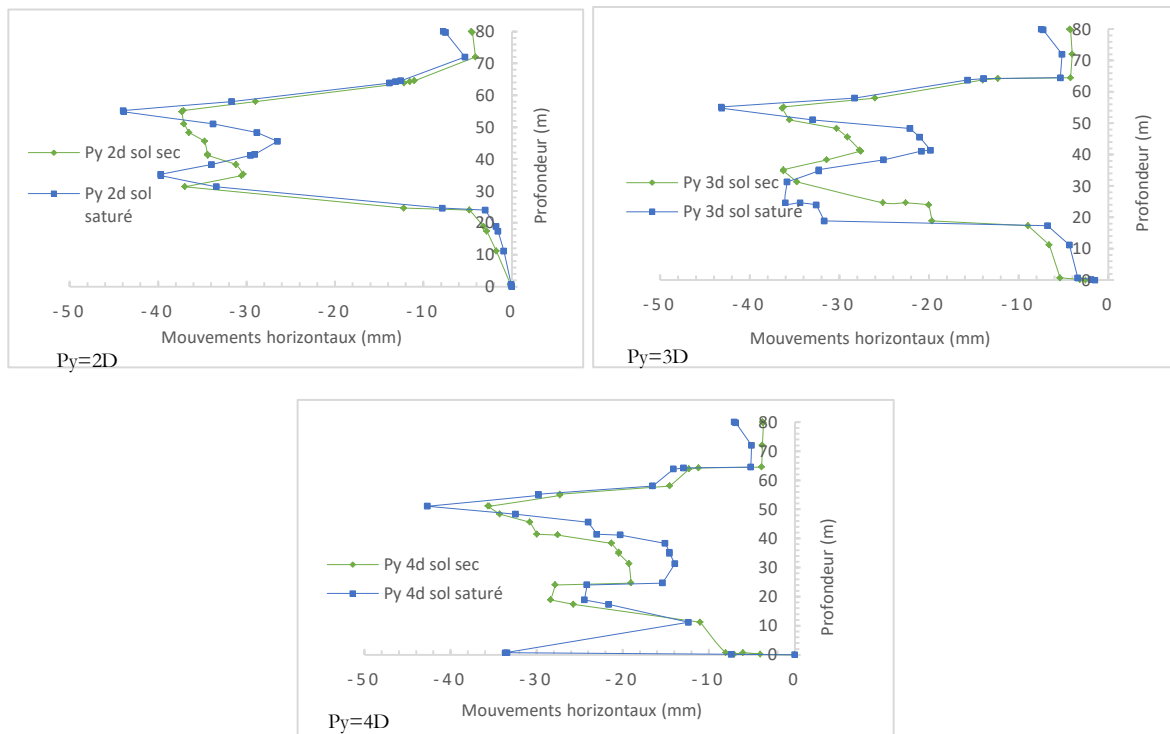 80
70
60
50
40
30
20
10
0
Profondeur (m)
Py 2d sol sec
Py 2d sol
saturé
-50 -40 -30 -20 -10 0
Mouvements horizontaux (mm)
Py=2D
80
70
60
50
40
30
20
10
0
Profondeur (m)
Py 3d sol sec
Py 3d sol saturé
-50 -40 -30 -20 -10 0
Mouvements horizontaux (mm)
Py=3D
80
70
60
50
40
30
20
10
0
Profondeur (m)
Py 4d sol sec
Py 4d sol saturé
-50 -40 -30 -20 -10 0
Mouvements horizontaux (mm)
Py=4D